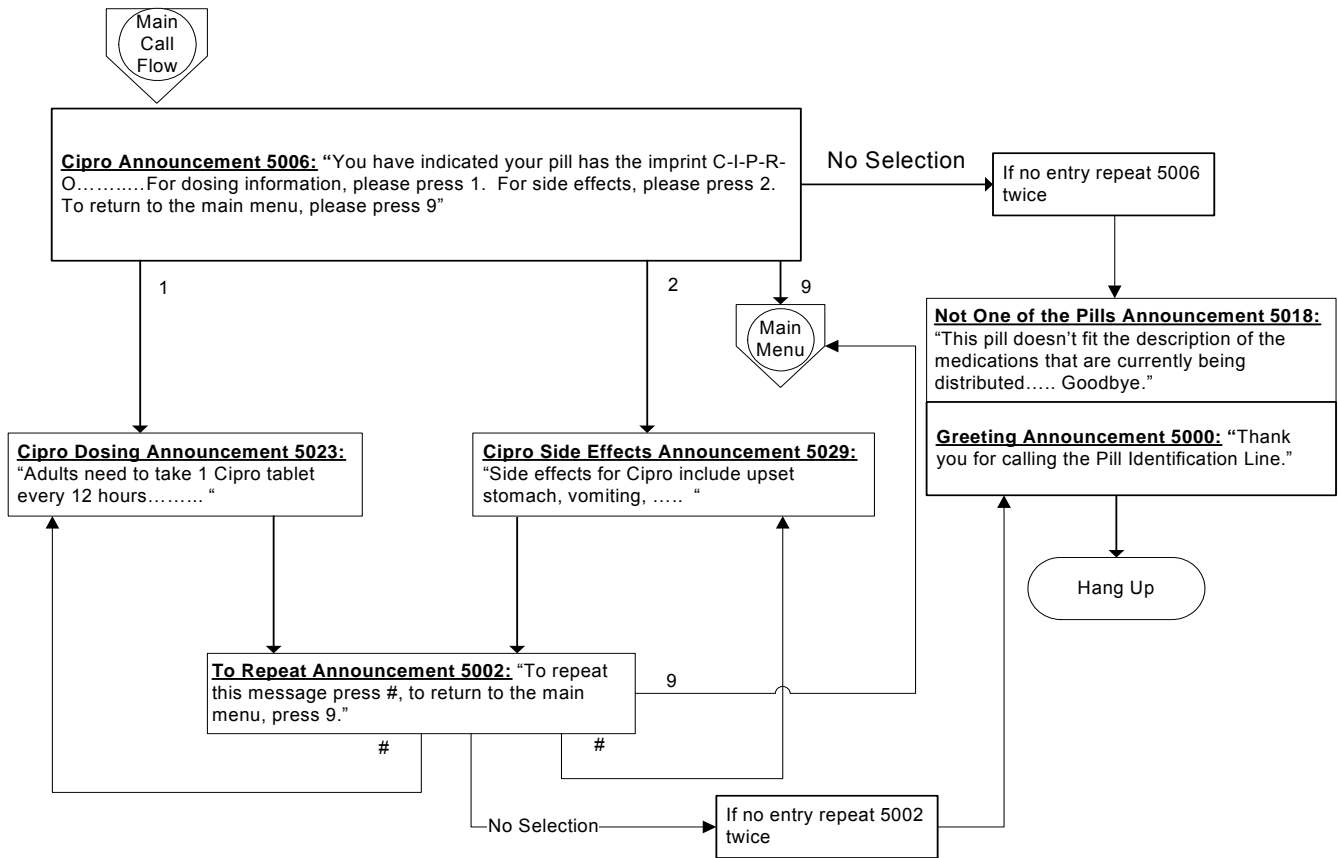 Main
Call
Flow
Cipro Announcement 5006: “You have indicated your pill has the imprint C-I-P-R-
O……..…For dosing information, please press 1.  For side effects, please press 2.
To return to the main menu, please press 9”
No Selection
If no entry repeat 5006
twice
1
2
9
Main
Menu
Not One of the Pills Announcement 5018:
“This pill doesn’t fit the description of the
medications that are currently being
distributed….. Goodbye.”
Greeting Announcement 5000: “Thank
you for calling the Pill Identification Line.”
Hang Up
Cipro Dosing Announcement 5023:
“Adults need to take 1 Cipro tablet
every 12 hours……... “
Cipro Side Effects Announcement 5029:
“Side effects for Cipro include upset
stomach, vomiting, …..  “
To Repeat Announcement 5002: “To repeat
this message press #, to return to the main
menu, press 9.”
9
#
#
No Selection
If no entry repeat 5002
twice